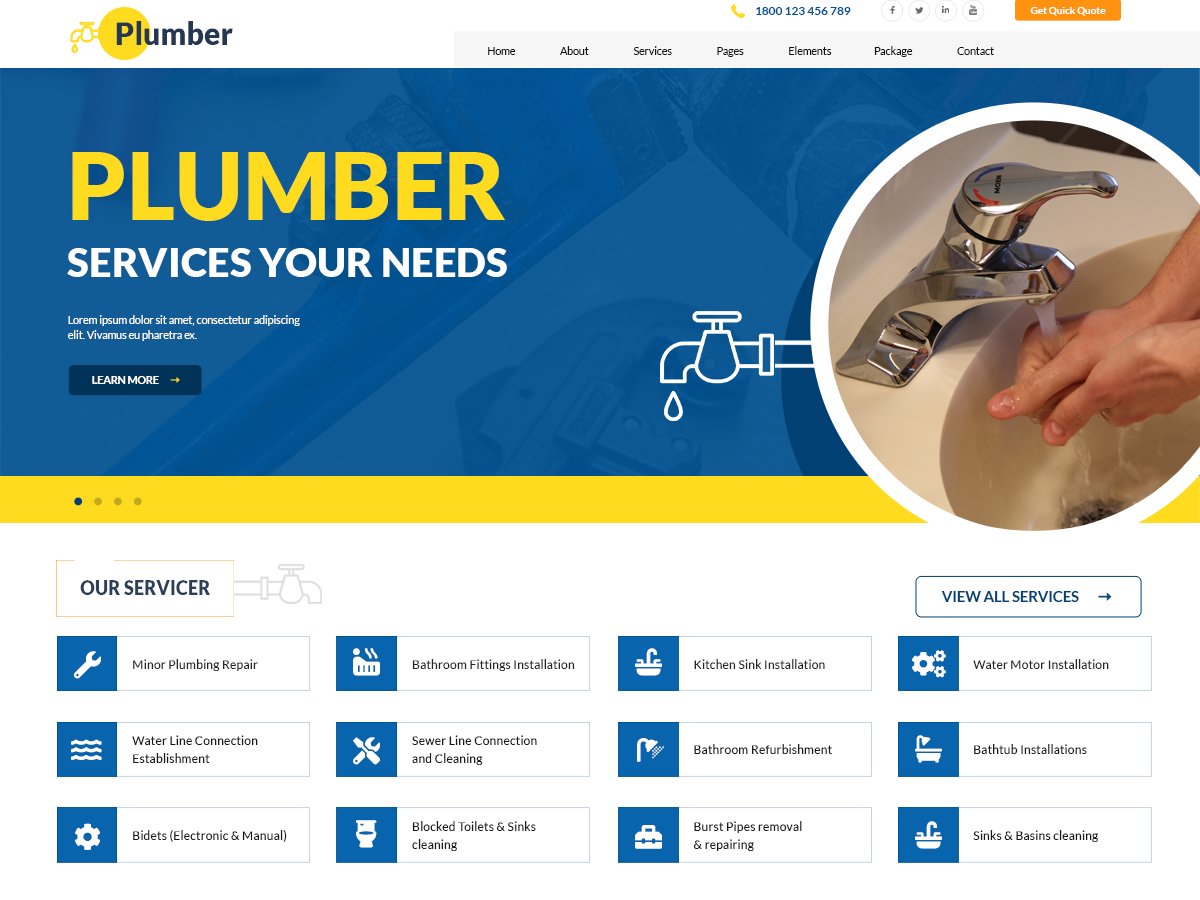 Plumber
1800 123 456 789
Get Quick Quote
Home About Services Pages Elements Package Contact
PLUMBER
SERVICES YOUR NEEDS
Lorem ipsum dolor sit amet, consectetur adipiscing
elit. Vivamus eu pharetra ex.
LEARN MORE
MOEN
OUR SERVICER
VIEW ALL SERVICES
Minor Plumbing Repair
Bathroom Fittings Installation
Kitchen Sink Installation
Water Motor Installation
Water Line Connection
Establishment
Sewer Line Connection
and Cleaning
Bathroom Refurbishment
Bathtub Installations
Bidets (Electronic & Manual)
Blocked Toilets & Sinks
cleaning
Burst Pipes removal
& repairing
Sinks & Basins cleaning